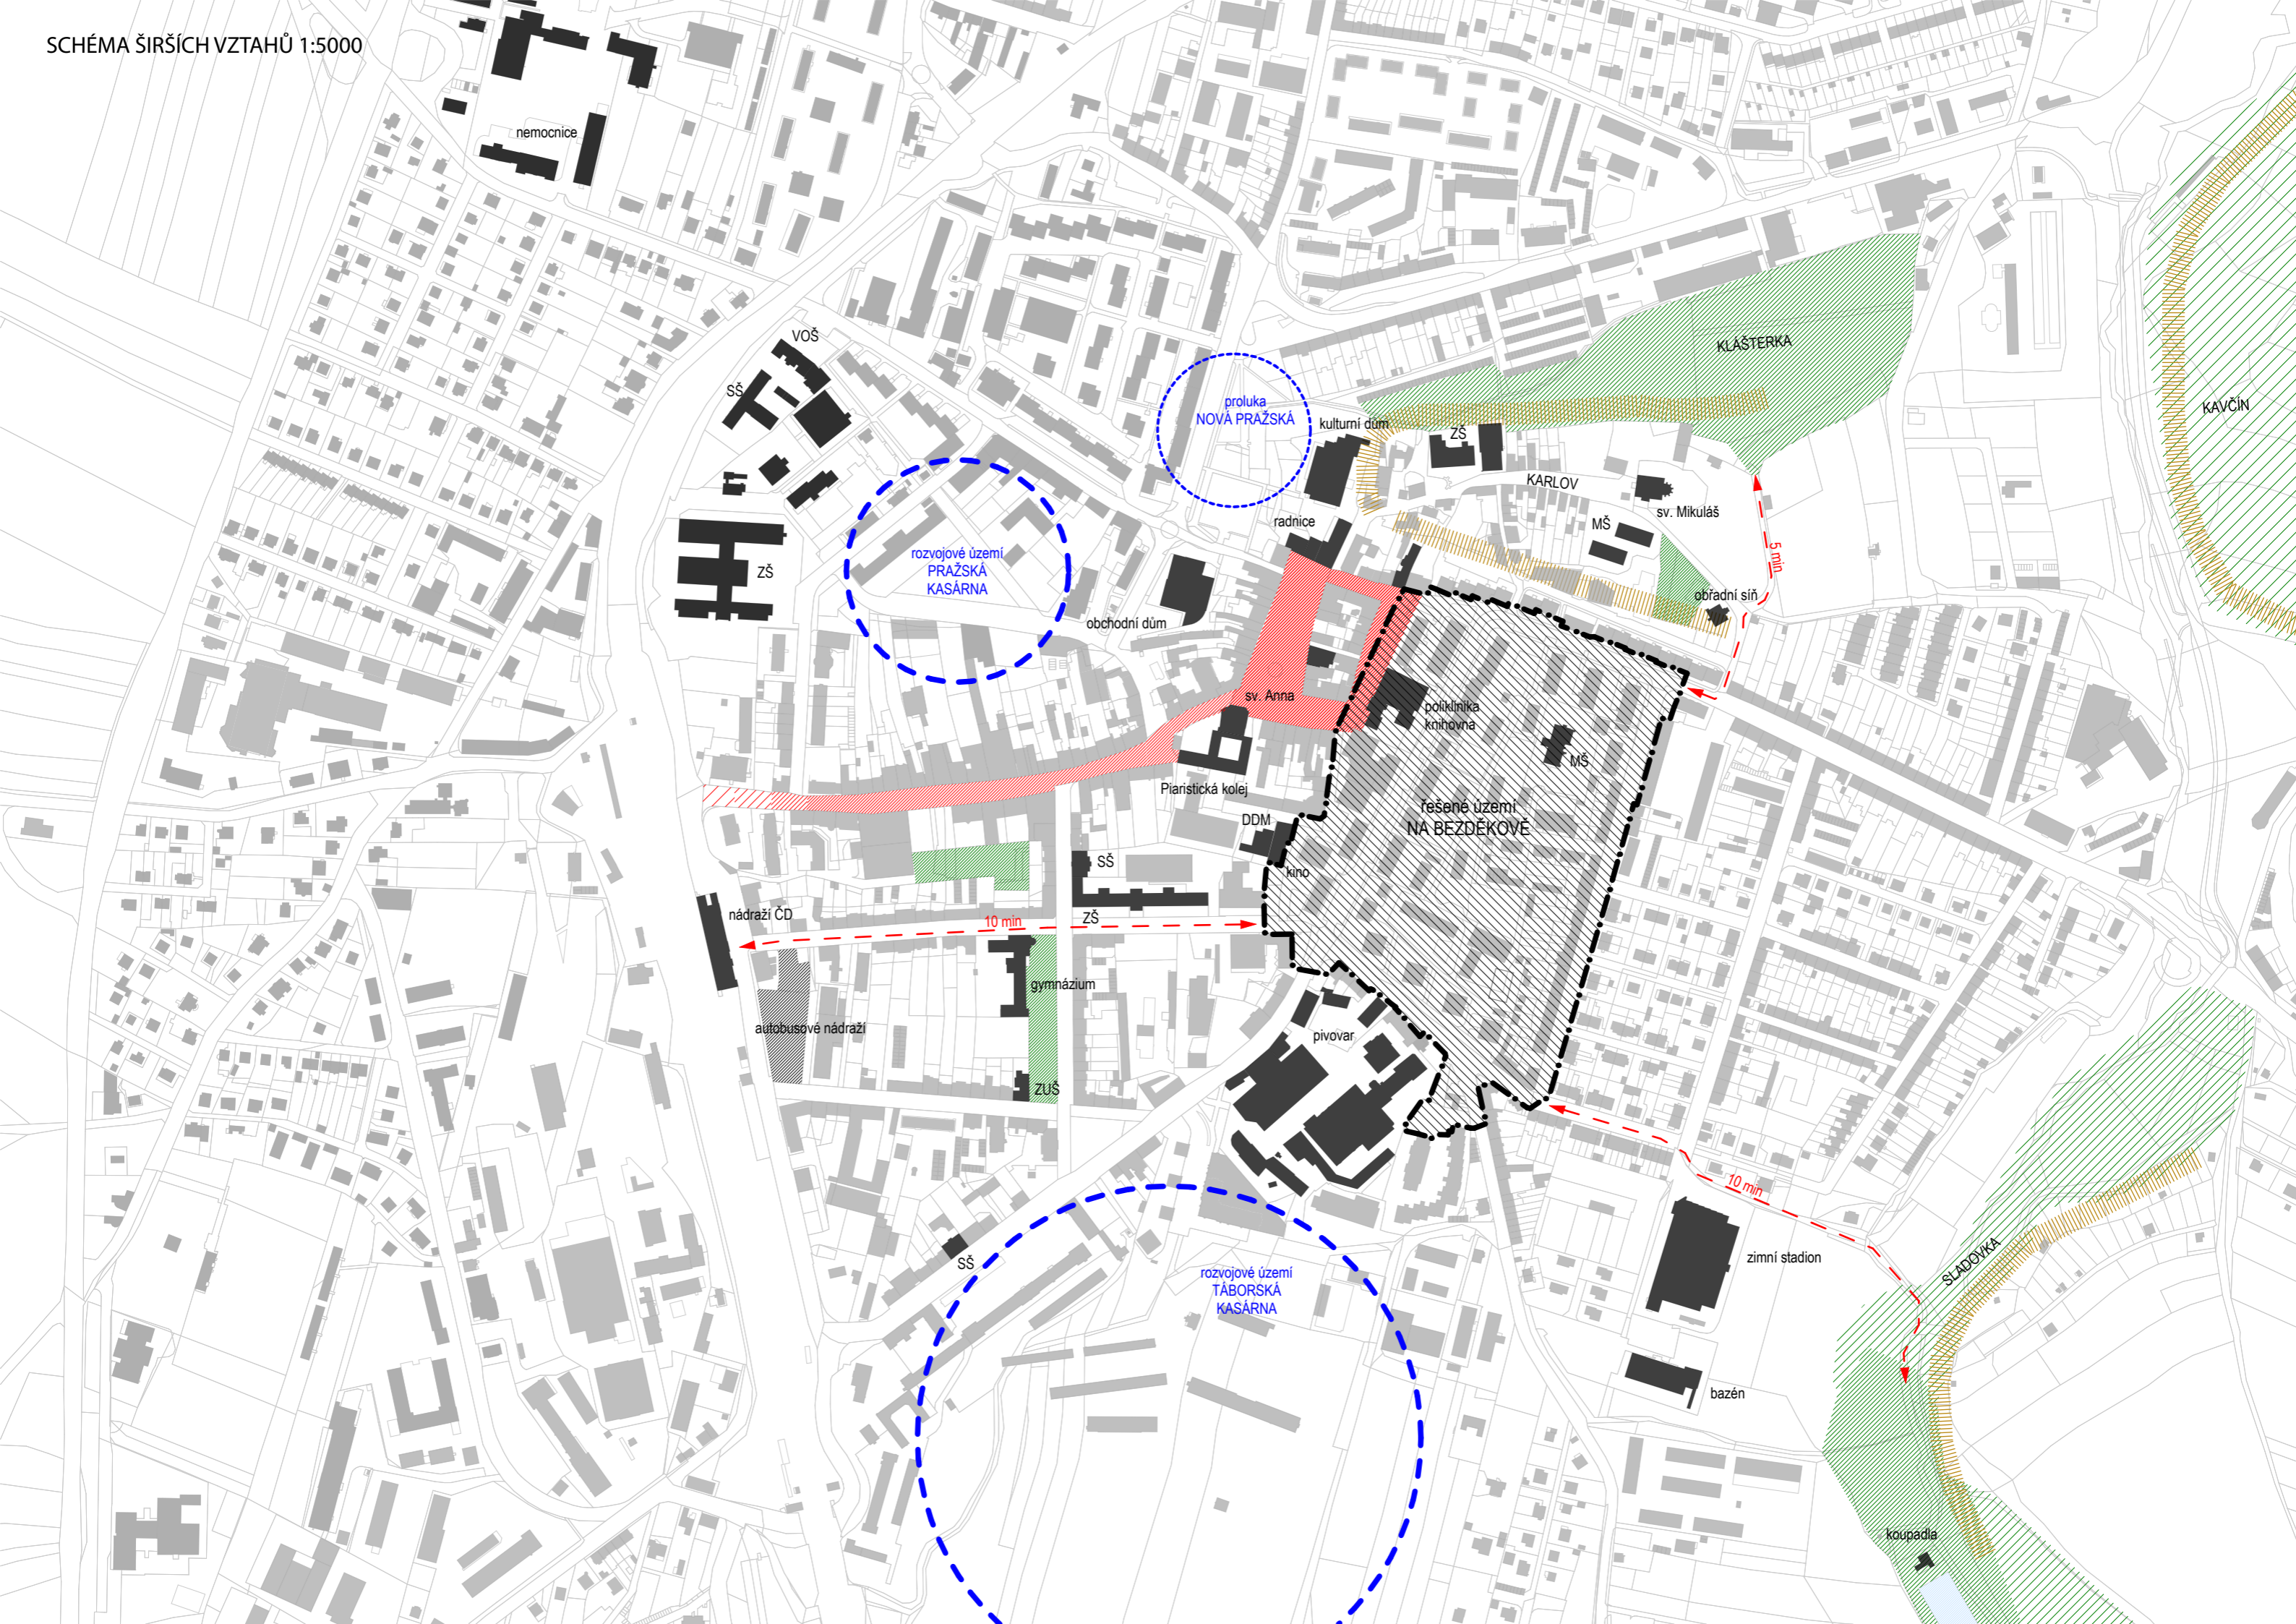 SCHÉMA ŠIRŠÍCH VZTAHŮ 1:5000
nemocnice
VOŠ
SŠ
ZŠ
rozvojové území
PRAŽSKÁ
KASÁRNA
proluka
NOVÁ PRAŽSKÁ
kulturní dům
ZŠ
KLÁŠTERKA
KAVČÍN
KARLOV
sv. Mikuláš
MŠ
radnice
5 min
obřadní síň
obchodní dům
sv. Anna
poliklinika
knihovna
MŠ
Piaristická kolej
řešené území
NA BEZDĚKOVĚ
DDM
kino
SŠ
ZŠ
nádraží ČD
10 min
gymnázium
autobusové nádraží
pivovar
ZUŠ
10 min
SŠ
rozvojové území
TÁBORSKÁ
KASÁRNA
zimní stadion
SLADOVKA
bazén
koupadla